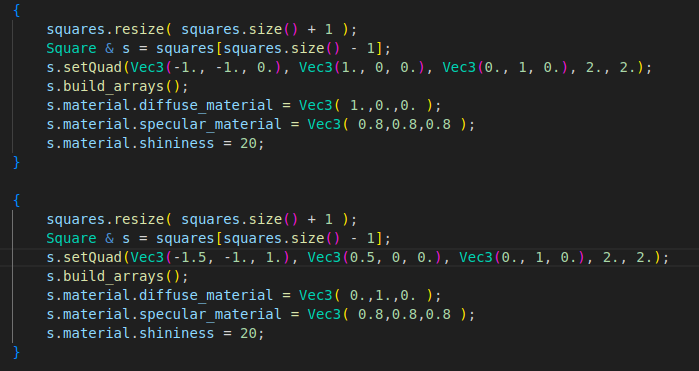 {
squares.resize( squares.size() + 1 );
Square & s = squares[squares.size() - 1];
s.setQuad(Vec3(-1., -1., 0.), Vec3(1., 0, 0.), Vec3(0., 1, 0.), 2., 2.);
s.build_arrays();
s.material.diffuse_material = Vec3( 1.,0.,0. );
s.material.specular_material = Vec3( 0.8,0.8,0.8 );
s.material.shininess = 20;
}
{
squares.resize( squares.size() + 1 );
Square & s = squares[squares.size() - 1];
s.setQuad(Vec3(-1.5, -1., 1.), Vec3(0.5, 0, 0.), Vec3(0., 1, 0.), 2., 2.);
s.build_arrays();
s.material.diffuse_material = Vec3( 0.,1.,0. );
s.material.specular_material = Vec3( 0.8,0.8,0.8 );
s.material.shininess = 20;
}